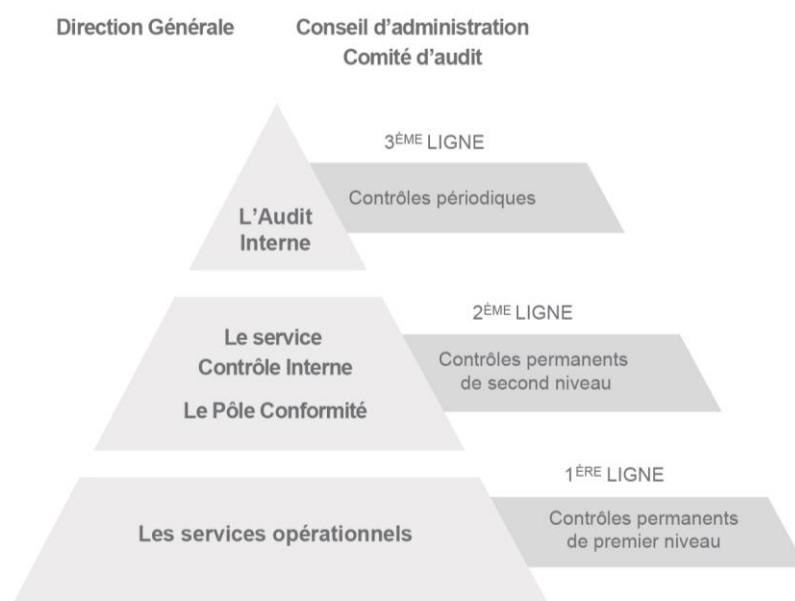 Direction Générale
Conseil d’administration
Comité d’audit
3ÈME LIGNE
Contrôles périodiques
L’Audit
Interne
2ÈME LIGNE
Contrôles permanents
de second niveau
Le service
Contrôle Interne
Le Pôle Conformité
1ÈRE LIGNE
Contrôles permanents
de premier niveau
Les services opérationnels